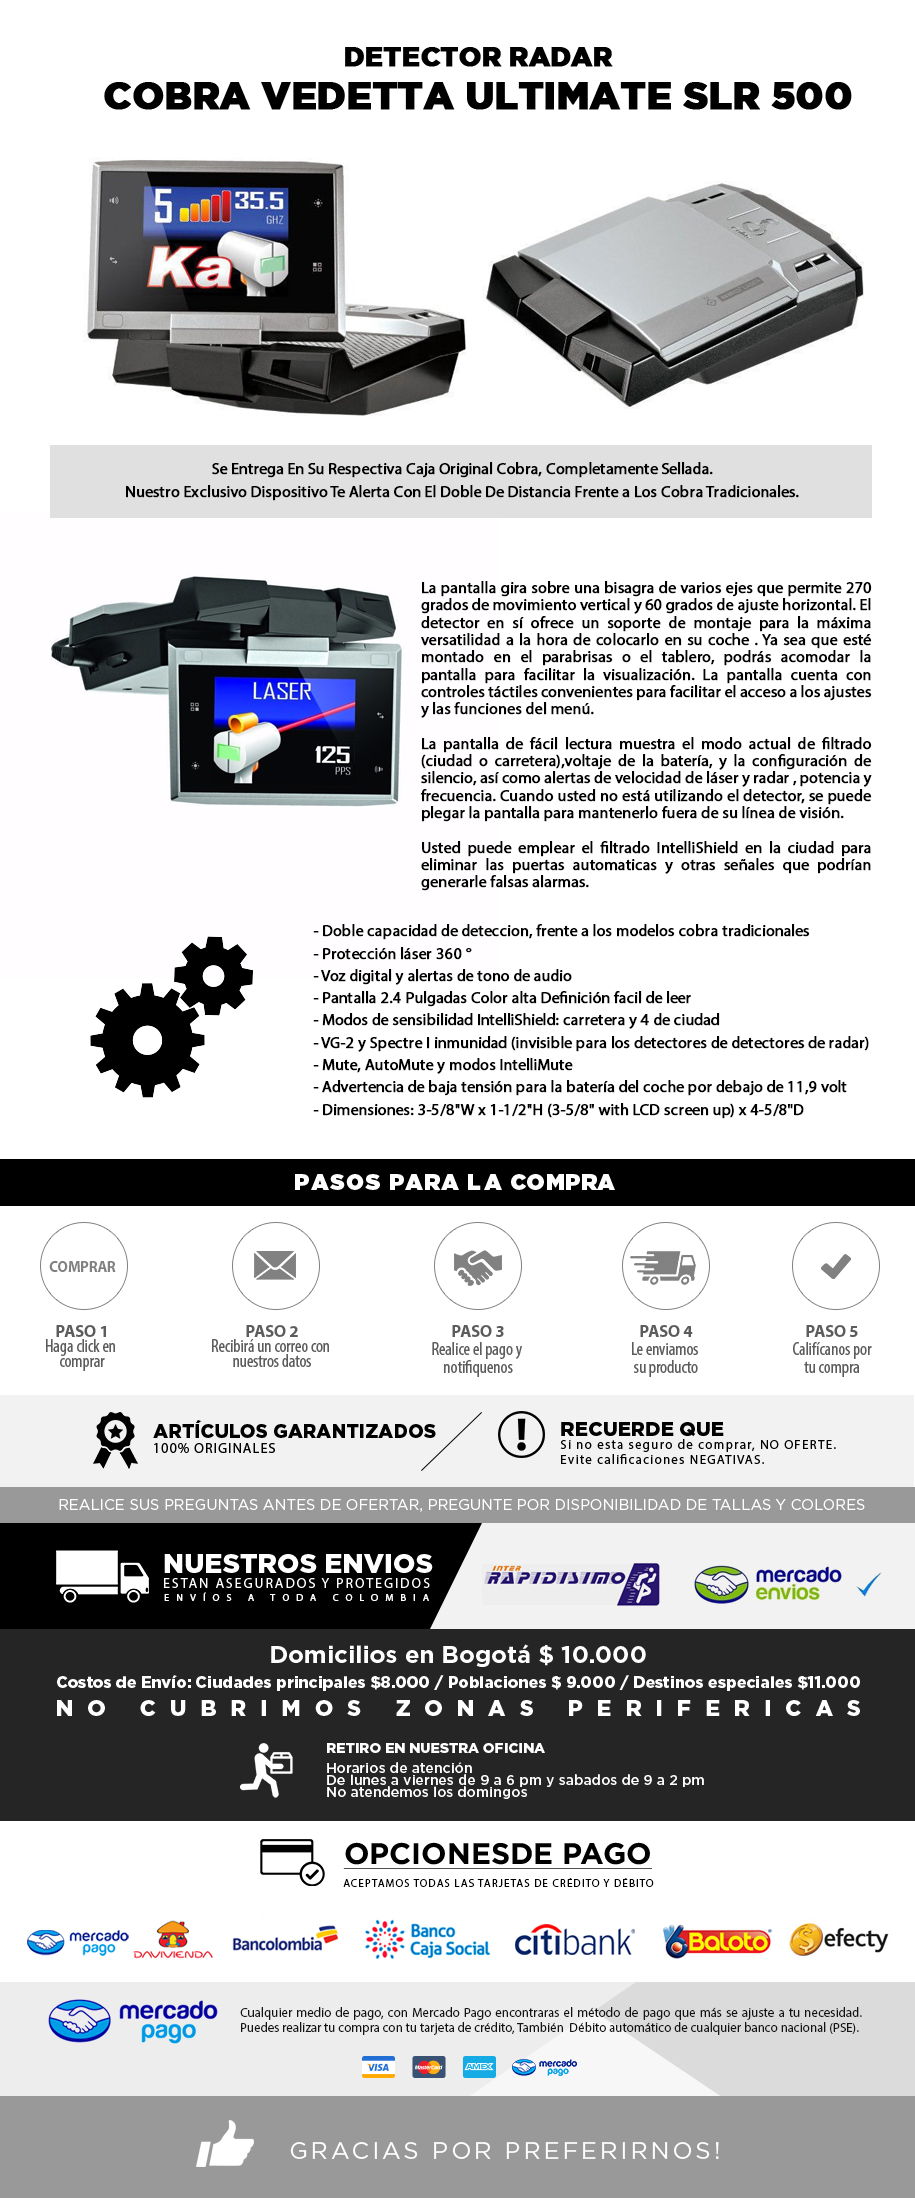 DETECTOR RADAR
COBRA VEDETTA ULTIMATE SLR 500
5
35.5
GHZ
Ka
Se Entrega En Su Respectiva Caja Original Cobra, Completamente Sellada.
Nuestro Exclusivo Dispositivo Te Alerta Con El Doble De Distancia Frente a Los Cobra Tradicionales.
LASER
125
PPS
La pantalla gira sobre una bisagra de varios ejes que permite 270
grados de movimiento vertical y 60 grados de ajuste horizontal. El
detector en sí ofrece un soporte de montaje para la máxima
versatilidad a la hora de colocarlo en su coche . Ya sea que esté
montado en el parabrisas o el tablero, podrás acomodar la
pantalla para facilitar la visualización. La pantalla cuenta con
controles táctiles convenientes para facilitar el acceso a los ajustes
y las funciones del menú.
La pantalla de fácil lectura muestra el modo actual de filtrado
(ciudad o carretera),voltaje de la batería, y la configuración de
silencio, así como alertas de velocidad de láser y radar , potencia y
frecuencia. Cuando usted no está utilizando el detector, se puede
plegar la pantalla para mantenerlo fuera de su línea de visión.
Usted puede emplear el filtrado IntelliShield en la ciudad para
eliminar las puertas automaticas y otras señales que podrían
generarle falsas alarmas.
- Doble capacidad de deteccion, frente a los modelos cobra tradicionales
- Protección láser 360 °
- Voz digital y alertas de tono de audio
- Pantalla 2.4 Pulgadas Color alta Definición facil de leer
- Modos de sensibilidad IntelliShield: carretera y 4 de ciudad
- VG-2 y Spectre I inmunidad (invisible para los detectores de detectores de radar)
- Mute, AutoMute y modos IntelliMute
- Advertencia de baja tensión para la batería del coche por debajo de 11,9 volt
- Dimensiones: 3-5/8"W x 1-1/2"H (3-5/8" with LCD screen up) x 4-5/8"D
PASOS PARA LA COMPRA
COMPRAR
PASO 1
Haga click en
comprar
PASO 2
Recibirá un correo con
nuestros datos
PASO 3
Realice el pago y
notifiquenos
PASO 4
Le enviamos
su producto
PASO 5
Califícanos por
tu compra
ARTÍCULOS GARANTIZADOS
100% ORIGINALES
RECUERDE QUE
Si no esta seguro de comprar, NO OFERTE.
Evite calificaciones NEGATIVAS.
REALICE SUS PREGUNTAS ANTES DE OFERTAR, PREGUNTE POR DISPONIBILIDAD DE TALLAS Y COLORES
NUESTROS ENVIOS
ESTAN ASEGURADOS Y PROTEGIDOS
ENVÍOS A TODA COLOMBIA
INTER
RAPIDISIMO
mercado
envios
Domicilios en Bogotá $ 10.000
Costos de Envío: Ciudades principales $8.000 / Poblaciones $ 9.000 / Destinos especiales $11.000
NO CUBRIMOS ZONAS PERIFERICAS
RETIRO EN NUESTRA OFICINA
Horarios de atención
De lunes a viernes de 9 a 6 pm y sabados de 9 a 2 pm
No atendemos los domingos
OPCIONESDE PAGO
ACEPTAMOS TODAS LAS TARJETAS DE CRÉDITO Y DÉBITO
mercado
pago
DAVIVIENDA
Bancolombia
Banco
Caja Social
citibank
Baloto
efecty
mercado
pago
Cualquier medio de pago, con Mercado Pago encontraras el método de pago que más se ajuste a tu necesidad.
Puedes realizar tu compra con tu tarjeta de crédito, También Débito automático de cualquier banco nacional (PSE).
VISA
MasterCard
AMEX
mercado
pago
GRACIAS POR PREFERIRNOS!